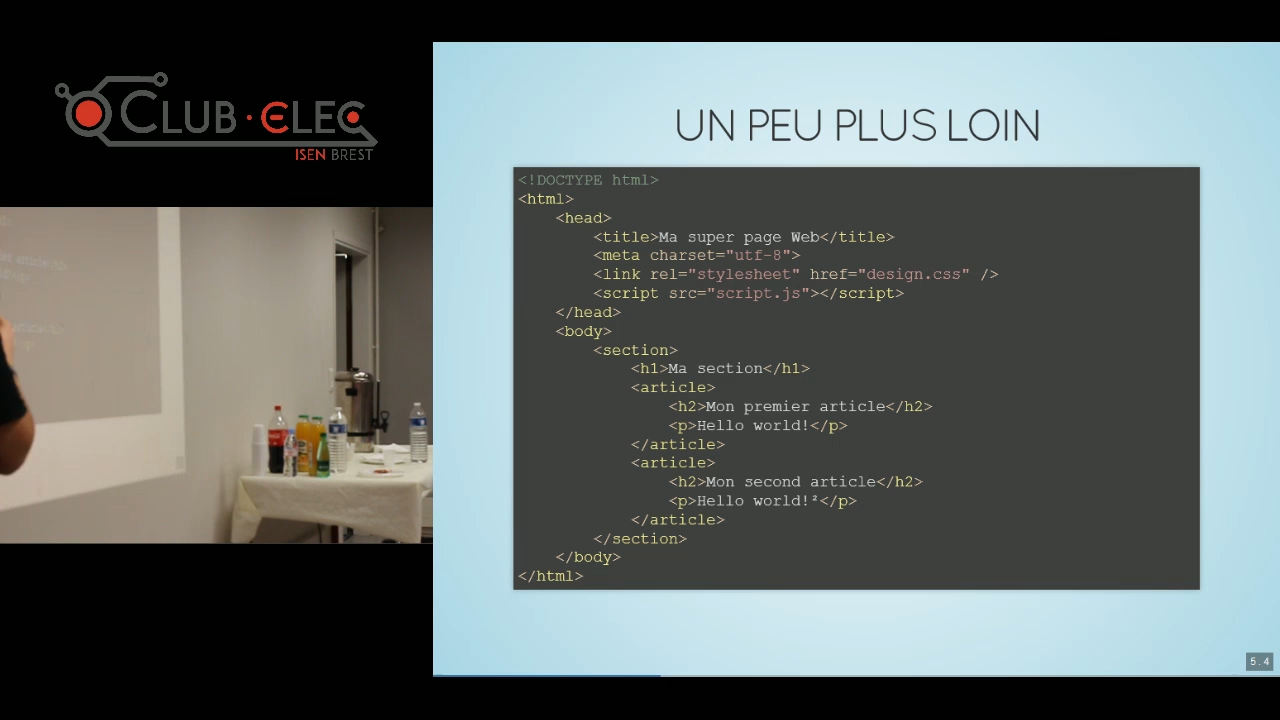 CLUB·ELEC
ISEN BREST
UN PEU PLUS LOIN
<!DOCTYPE html>
<html>
    <head>
        <title>Ma super page Web</title>
        <meta charset="utf-8">
        <link rel="stylesheet" href="design.css" />
        <script src="script.js"></script>
    </head>
    <body>
        <section>
            <h1>Ma section</h1>
            <article>
                <h2>Mon premier article</h2>
                <p>Hello world!</p>
            </article>
            <article>
                <h2>Mon second article</h2>
                <p>Hello world!²</p>
            </article>
        </section>
    </body>
</html>
5.4